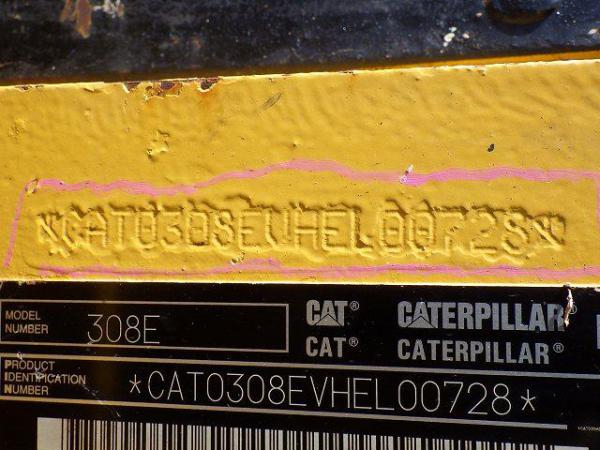 *CAT0308EVHEL00728*
MODEL NUMBER 308E
CAT® CATERPILLAR®
CAT® CATERPILLAR®
PRODUCT IDENTIFICATION NUMBER *CAT0308EVHEL00728*